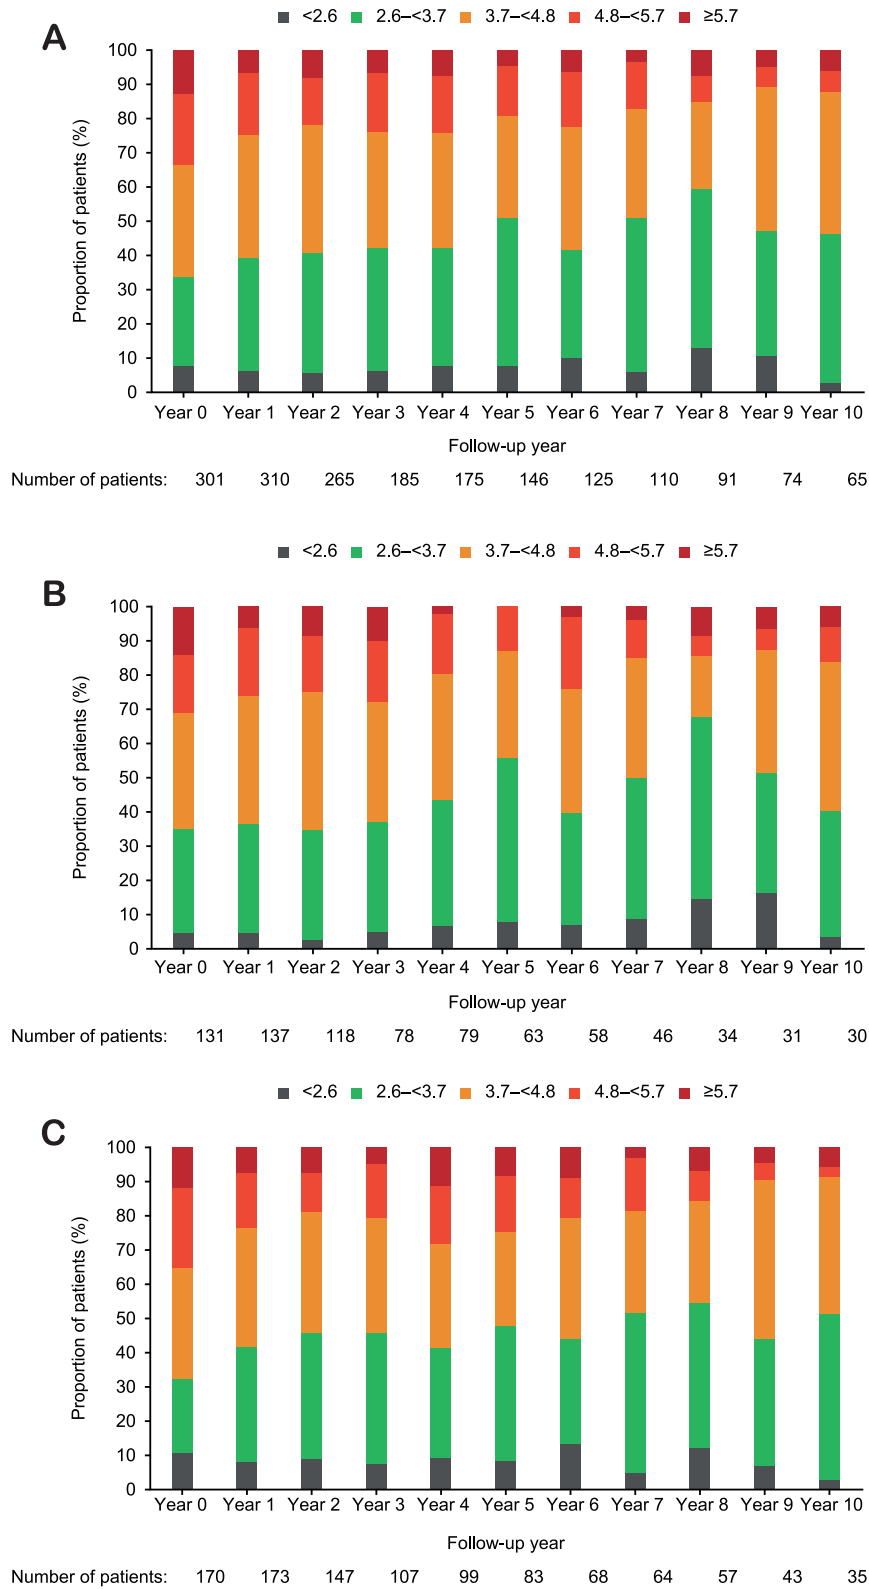 <2.6 2.6–<3.7 3.7–<4.8 4.8–<5.7 ≥5.7
A
Proportion of patients (%)
100
90
80
70
60
50
40
30
20
10
0
Year 0 Year 1 Year 2 Year 3 Year 4 Year 5 Year 6 Year 7 Year 8 Year 9 Year 10
Follow-up year
Number of patients: 301 310 265 185 175 146 125 110 91 74 65
<2.6 2.6–<3.7 3.7–<4.8 4.8–<5.7 ≥5.7
B
Proportion of patients (%)
100
90
80
70
60
50
40
30
20
10
0
Year 0 Year 1 Year 2 Year 3 Year 4 Year 5 Year 6 Year 7 Year 8 Year 9 Year 10
Follow-up year
Number of patients: 131 137 118 78 79 63 58 46 34 31 30
<2.6 2.6–<3.7 3.7–<4.8 4.8–<5.7 ≥5.7
C
Proportion of patients (%)
100
90
80
70
60
50
40
30
20
10
0
Year 0 Year 1 Year 2 Year 3 Year 4 Year 5 Year 6 Year 7 Year 8 Year 9 Year 10
Follow-up year
Number of patients: 170 173 147 107 99 83 68 64 57 43 35